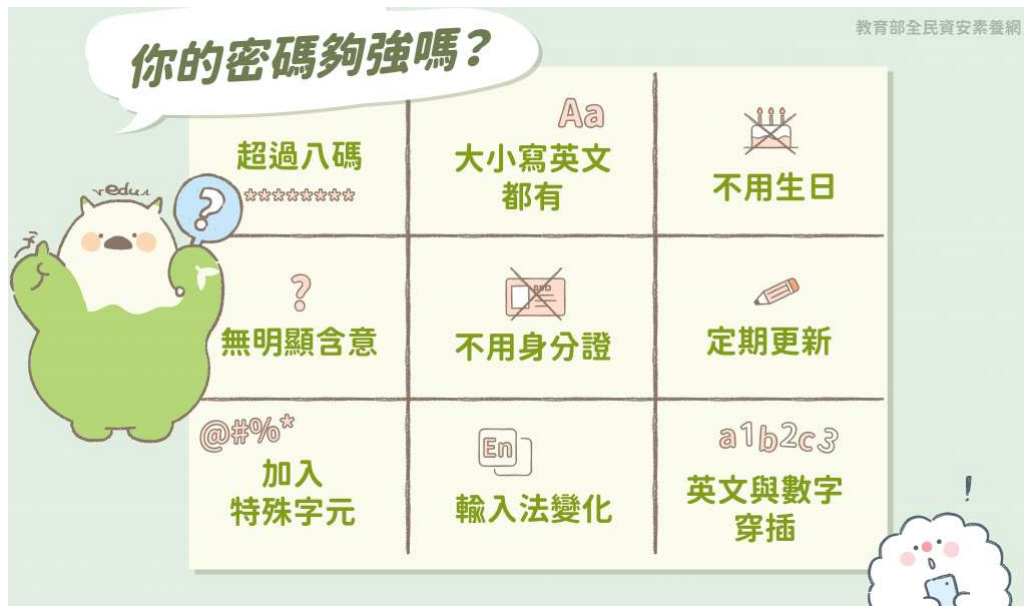 你的密碼夠強嗎?
教育部全民資安素養網
超過八碼
********
Aa
大小寫英文
都有
不用生日
edu
?
?
無明顯含意
不用身分證
定期更新
@#%*
加入
特殊字元
En
輸入法變化
a1b2c3
英文與數字
穿插
!